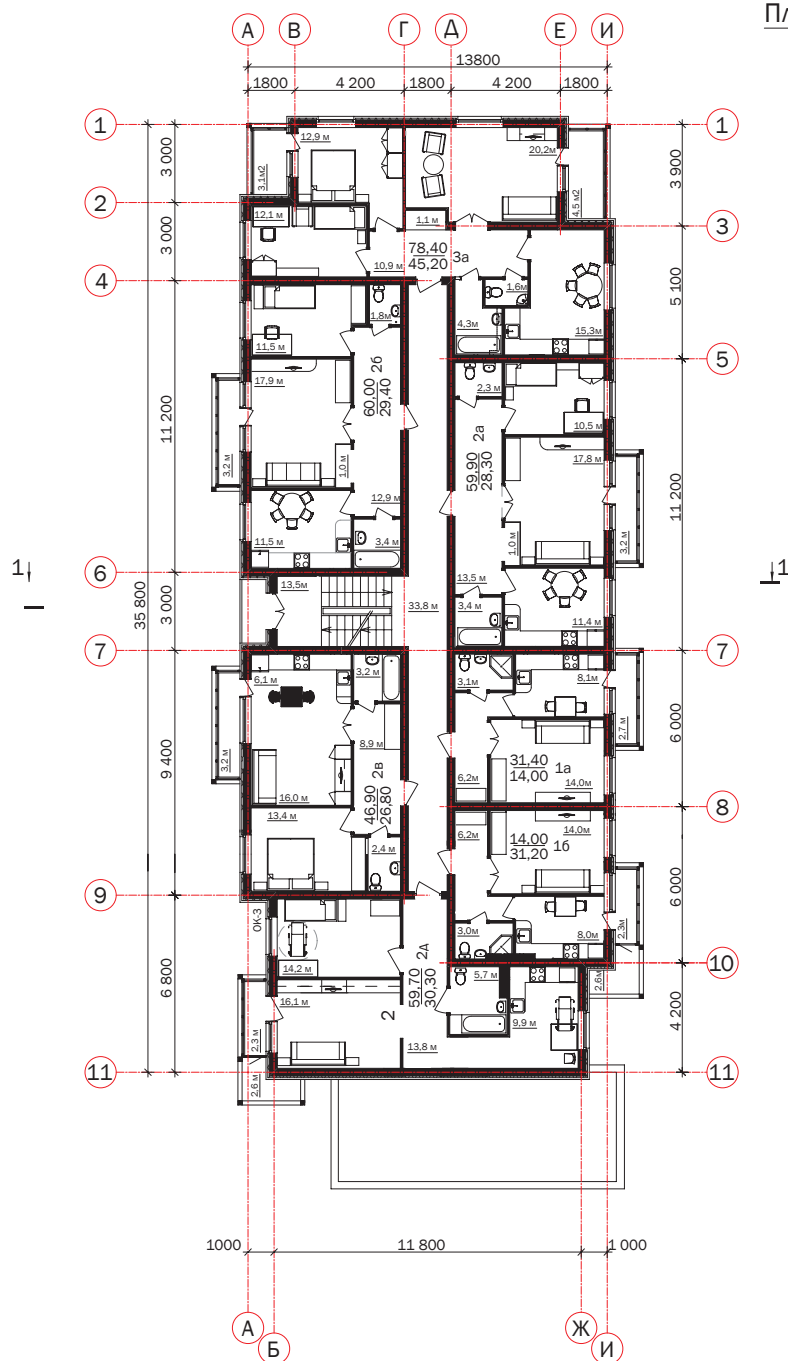 Пл
А
В
Г
Д
Е
И
13800
1800
4 200
1800
4 200
1800
1
1
3 000
3 900
12,9 м
20,2м
3,1м2
4,5 м2
2
12,1 м
1,1 м
3
3 000
78,40
45,20
3а
10,9 м
1,6м
4
5 100
1,8м
4,3м
15,3м
11,5 м
2б
60,00
29,40
5
17,9 м
2,3 м
10,5 м
2а
59,90
28,30
17,8 м
11 200
11 200
3,2 м
1,0 м
12,9 м
3,2 м
1,0 м
11,5 м
3,4 м
6
13,5м
13,5 м
1
1
35 800
3 000
33,8 м
3,4 м
11,4 м
7
7
6,1 м
3,2 м
3,1м
8,1м
3,2 м
2,7 м
8,9 м
6 000
9 400
2в
46,90
26,80
31,40
14,00
1а
16,0 м
6,2м
14,0м
8
13,4 м
6,2м
14,0м
14.00
31,20
1б
2,4 м
6 000
9
ОК-3
3,0м
8,0м
2,3м
14,2 м
2д
59,70
30,30
10
6 800
5,7 м
2,6м
16,1 м
2
9,9 м
4 200
2,3 м
13,8 м
2,6 м
11
11
1000
11 800
1 000
А
Б
Ж
И